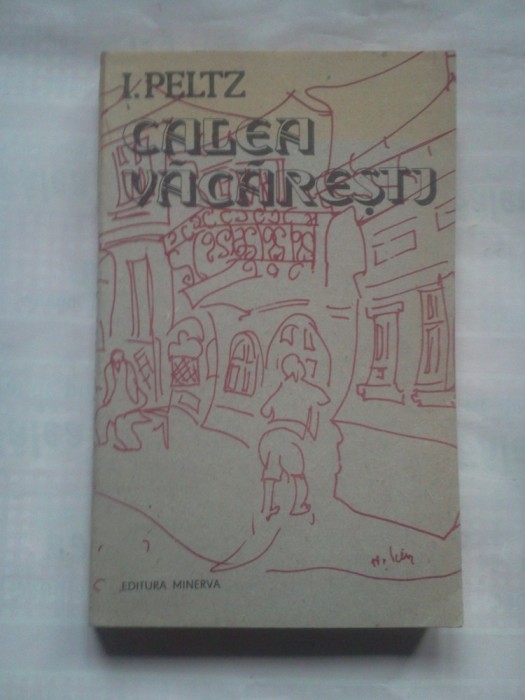 I. PELTZ
CALEA
VĂCĂREȘTI
EDITURA MINERVA